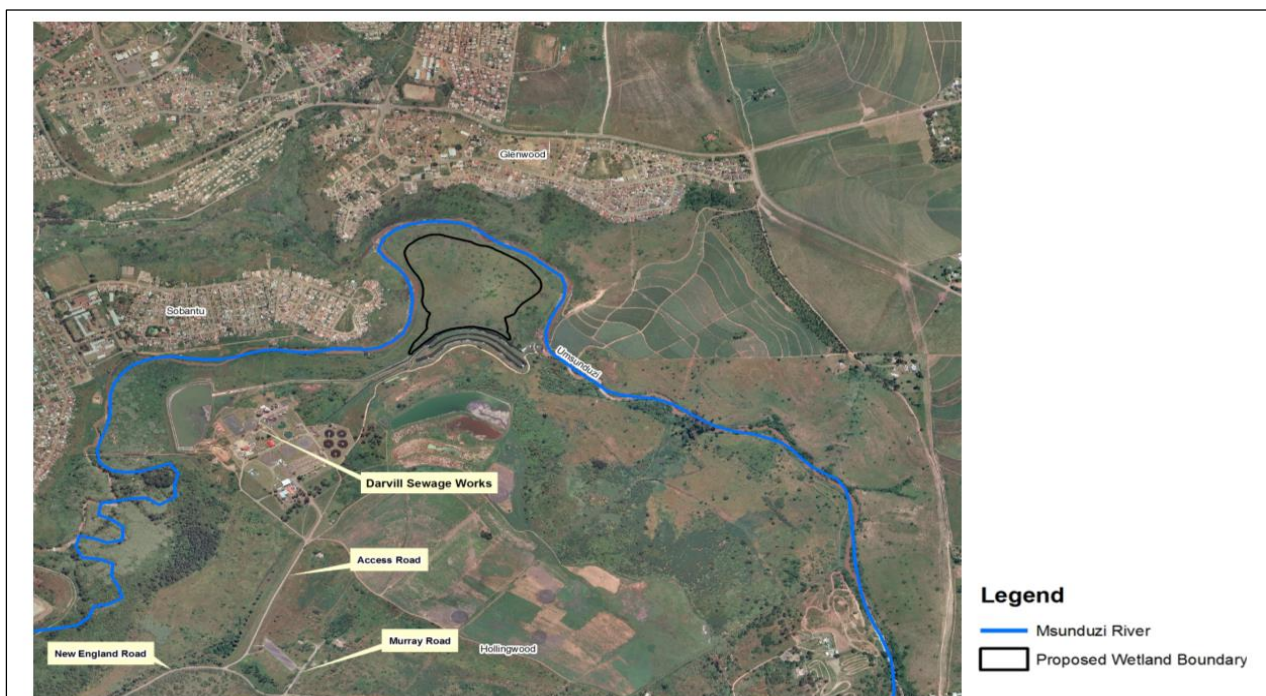 Glenwood
Sobantu
Umsunduzi
Darvill Sewage Works
Access Road
Murray Road
New England Road
Hollingwood
Legend
Msunduzi River
Proposed Wetland Boundary